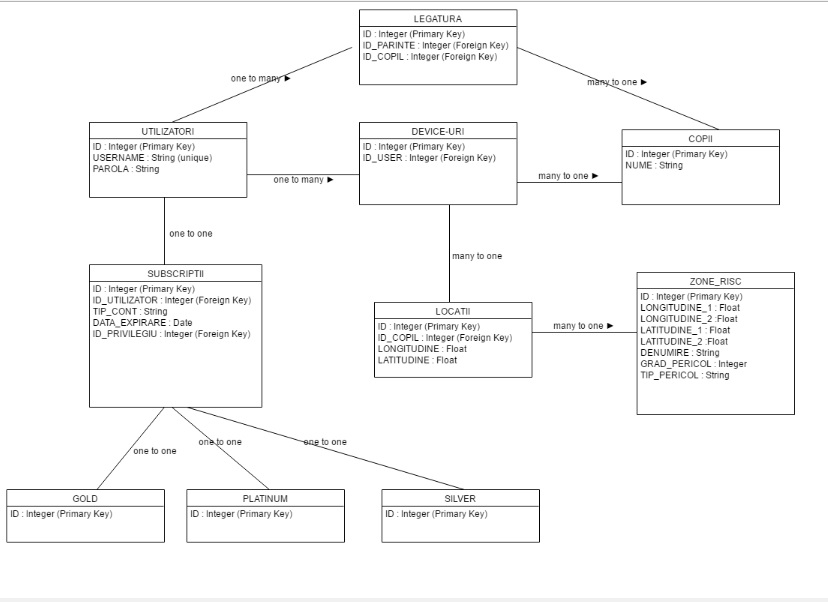 LEGATURA
ID : Integer (Primary Key)
ID_PARINTE : Integer (Foreign Key)
ID_COPIL : Integer (Foreign Key)
one to many ►
many to one ►
UTILIZATORI
ID : Integer (Primary Key)
USERNAME : String (unique)
PAROLA : String
DEVICE-URI
ID : Integer (Primary Key)
ID_USER : Integer (Foreign Key)
COPII
ID : Integer (Primary Key)
NUME : String
one to many ►
many to one ►
one to one
many to one
SUBSCRIPTII
ID : Integer (Primary Key)
ID_UTILIZATOR : Integer (Foreign Key)
TIP_CONT : String
DATA_EXPIRARE : Date
ID_PRIVILEGIU : Integer (Foreign Key)
LOCATII
ID : Integer (Primary Key)
ID_COPIL : Integer (Foreign Key)
LONGITUDINE : Float
LATITUDINE : Float
many to one ►
ZONE_RISC
ID : Integer (Primary Key)
LONGITUDINE_1 : Float
LONGITUDINE_2 :Float
LATITUDINE_1 : Float
LATITUDINE_2 :Float
DENUMIRE : String
GRAD_PERICOL : Integer
TIP_PERICOL : String
one to one
one to one
one to one
GOLD
ID : Integer (Primary Key)
PLATINUM
ID : Integer (Primary Key)
SILVER
ID : Integer (Primary Key)